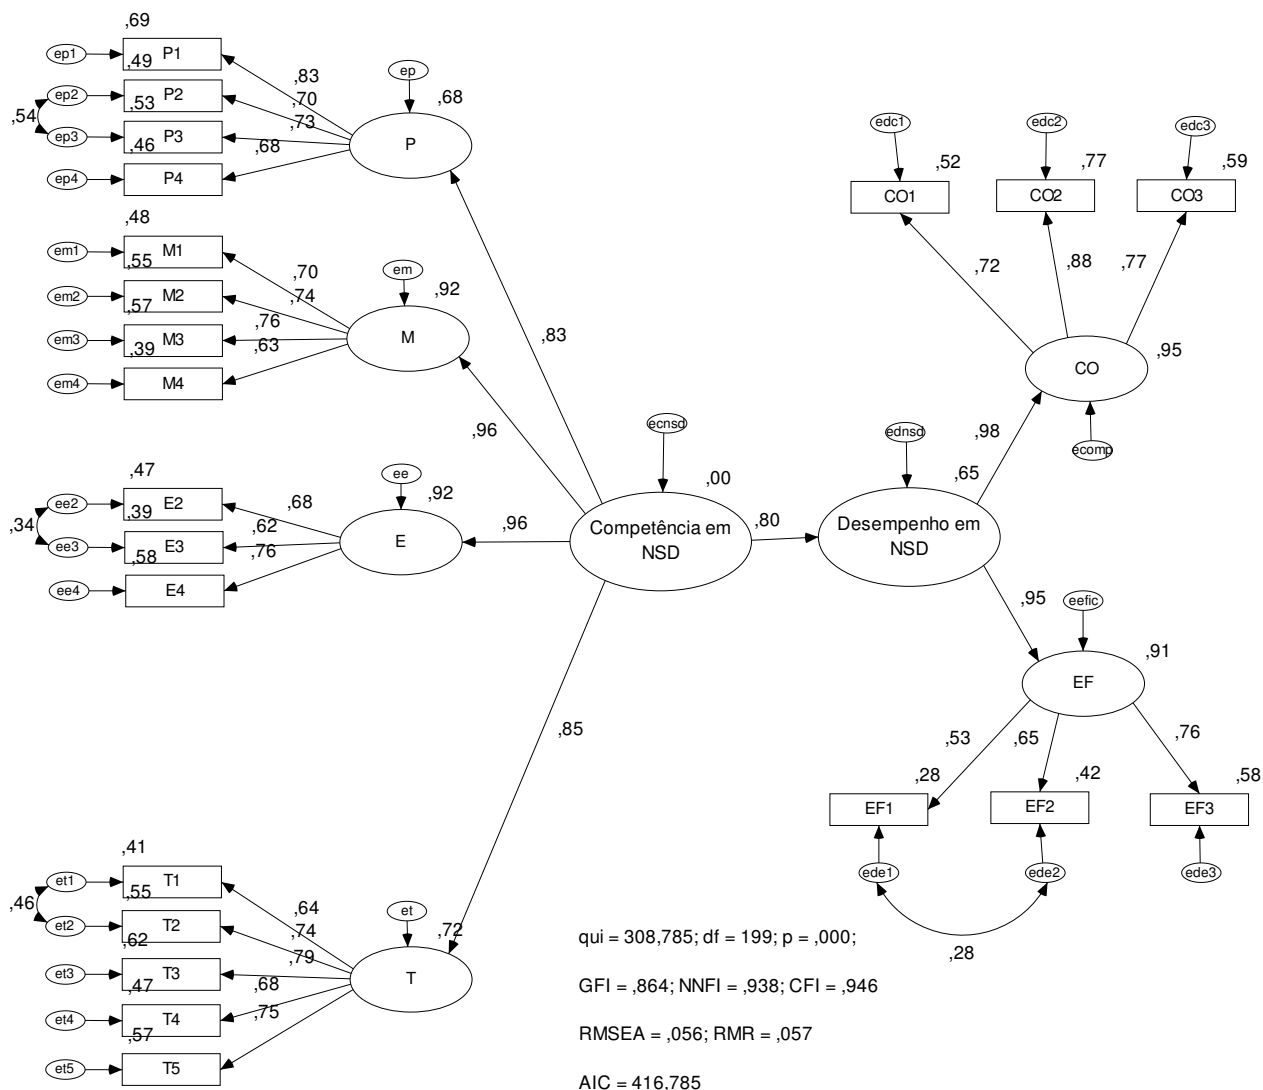 ,69
ep1
P1
,49
ep2
P2
,53
,54
ep3
P3
,46
ep4
P4
,83
,70
,73
,68
ep
,68
P
,48
em1
M1
,55
em2
M2
,57
em3
M3
,39
em4
M4
,70
,74
,76
,63
em
,92
M
,83
,96
,47
ee2
E2
,39
,34
ee3
E3
,58
ee4
E4
,68
,62
,76
ee
,92
E
,96
ecnsd
,00
Competência em
NSD
,80
ednsd
,65
Desempenho em
NSD
,98
,95
edc1
,52
CO1
edc2
,77
CO2
edc3
,59
CO3
,72
,88
,77
CO
,95
ecomp
eefic
,91
EF
,53
,65
,76
,28
EF1
,42
EF2
,58
EF3
ede1
ede2
ede3
,28
,85
,41
et1
T1
,55
,46
et2
T2
,62
et3
T3
,47
et4
T4
,57
et5
T5
,64
,74
,79
,68
,75
et
,72
T
qui = 308,785; df = 199; p = ,000;
GFI = ,864; NNFI = ,938; CFI = ,946
RMSEA = ,056; RMR = ,057
AIC = 416,785